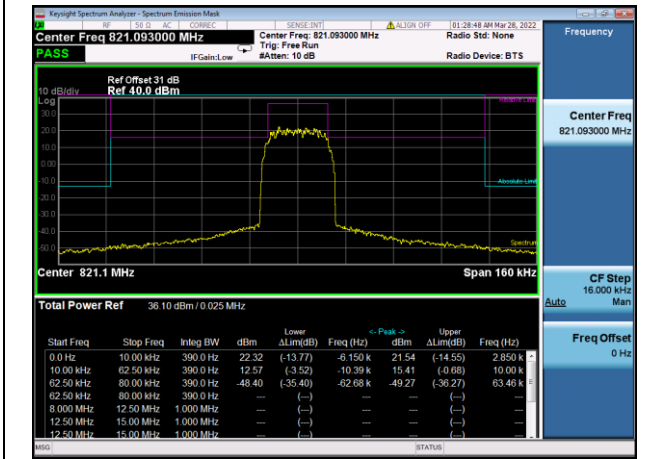 Keysight Spectrum Analyzer - Spectrum Emission Mask
RF 50 Ω AC CORREC SENSE:INT ALIGN OFF 01:28:48 AM Mar 28, 2022
Center Freq 821.093000 MHz Center Freq: 821.093000 MHz Radio Std: None
Trig: Free Run
PASS IFGain:Low #Atten: 10 dB Radio Device: BTS
Frequency
Ref Offset 31 dB
10 dB/div Ref 40.0 dBm
Log
30.0
20.0
10.0
0.00
-10.0
-20.0
-30.0
-40.0
-50.0
Relative Limit
Absolute Limit
Spectrum
Center 821.1 MHz Span 160 kHz
Center Freq
821.093000 MHz
CF Step
16.000 kHz
Auto Man
Freq Offset
0 Hz
Total Power Ref 36.10 dBm / 0.025 MHz
Lower <- Peak -> Upper
Start Freq Stop Freq Integ BW dBm ΔLim(dB) Freq (Hz) dBm ΔLim(dB) Freq (Hz)
0.0 Hz 10.00 kHz 390.0 Hz 22.32 (-13.77) -6.150 k 21.54 (-14.55) 2.850 k
10.00 kHz 62.50 kHz 390.0 Hz 12.57 (-3.52) -10.39 k 15.41 (-0.68) 10.00 k
62.50 kHz 80.00 kHz 390.0 Hz -48.40 (-35.40) -62.68 k -49.27 (-36.27) 63.46 k
62.50 kHz 80.00 kHz 390.0 Hz --- (---) --- --- (---) ---
8.000 MHz 12.50 MHz 1.000 MHz --- (---) --- --- (---) ---
12.50 MHz 15.00 MHz 1.000 MHz --- (---) --- --- (---) ---
12.50 MHz 15.00 MHz 1.000 MHz --- (---) --- --- (---) ---
MSG STATUS